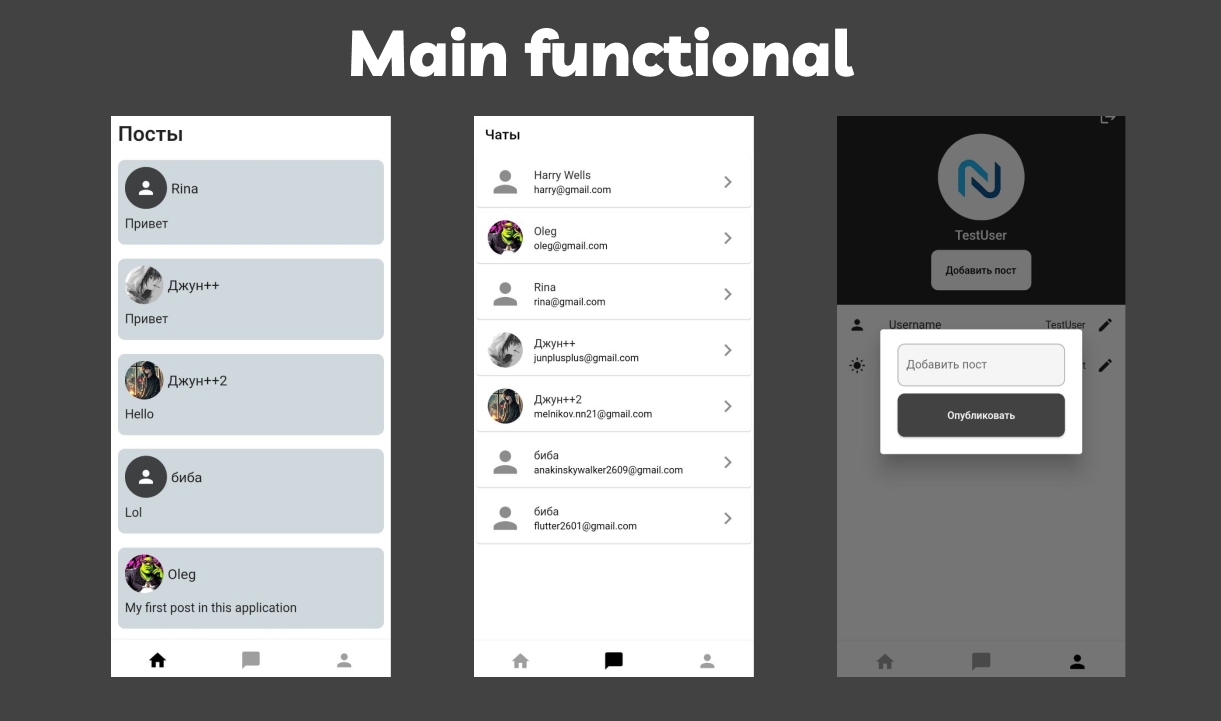 Main functional
Посты
Rina
Привет
Джун++
Привет
Джун++2
Hello
биба
Lol
Oleg
My first post in this application
Чаты
Harry Wells
harry@gmail.com
Oleg
oleg@gmail.com
Rina
rina@gmail.com
Джун++
junplusplus@gmail.com
Джун++2
melnikov.nn21@gmail.com
биба
anakinskywalker2609@gmail.com
биба
flutter2601@gmail.com
TestUser
Добавить пост
Username TestUser
Добавить пост
Опубликовать